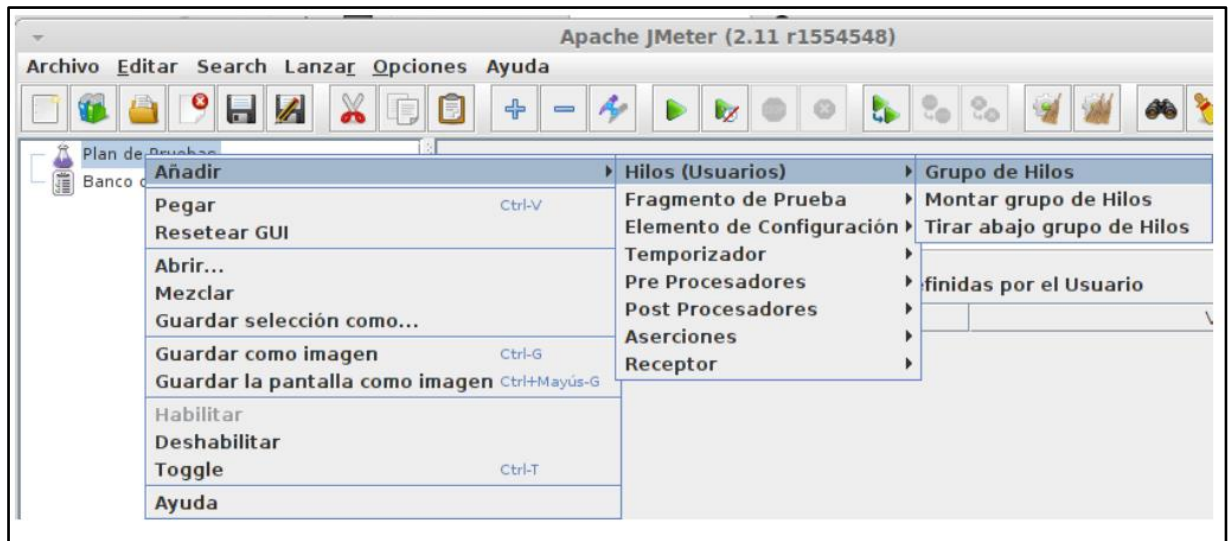 Apache JMeter (2.11 r1554548)
Archivo Editar Search Lanzar Opciones Ayuda
Plan de Pruebas
Banco
Añadir
Pegar Ctrl-V
Resetear GUI
Abrir...
Mezclar
Guardar selección como...
Guardar como imagen Ctrl-G
Guardar la pantalla como imagen Ctrl+Mayús-G
Habilitar
Deshabilitar
Toggle Ctrl-T
Ayuda
Hilos (Usuarios)
Fragmento de Prueba
Elemento de Configuración
Temporizador
Pre Procesadores
Post Procesadores
Aserciones
Receptor
Grupo de Hilos
Montar grupo de Hilos
Tirar abajo grupo de Hilos
finidas por el Usuario